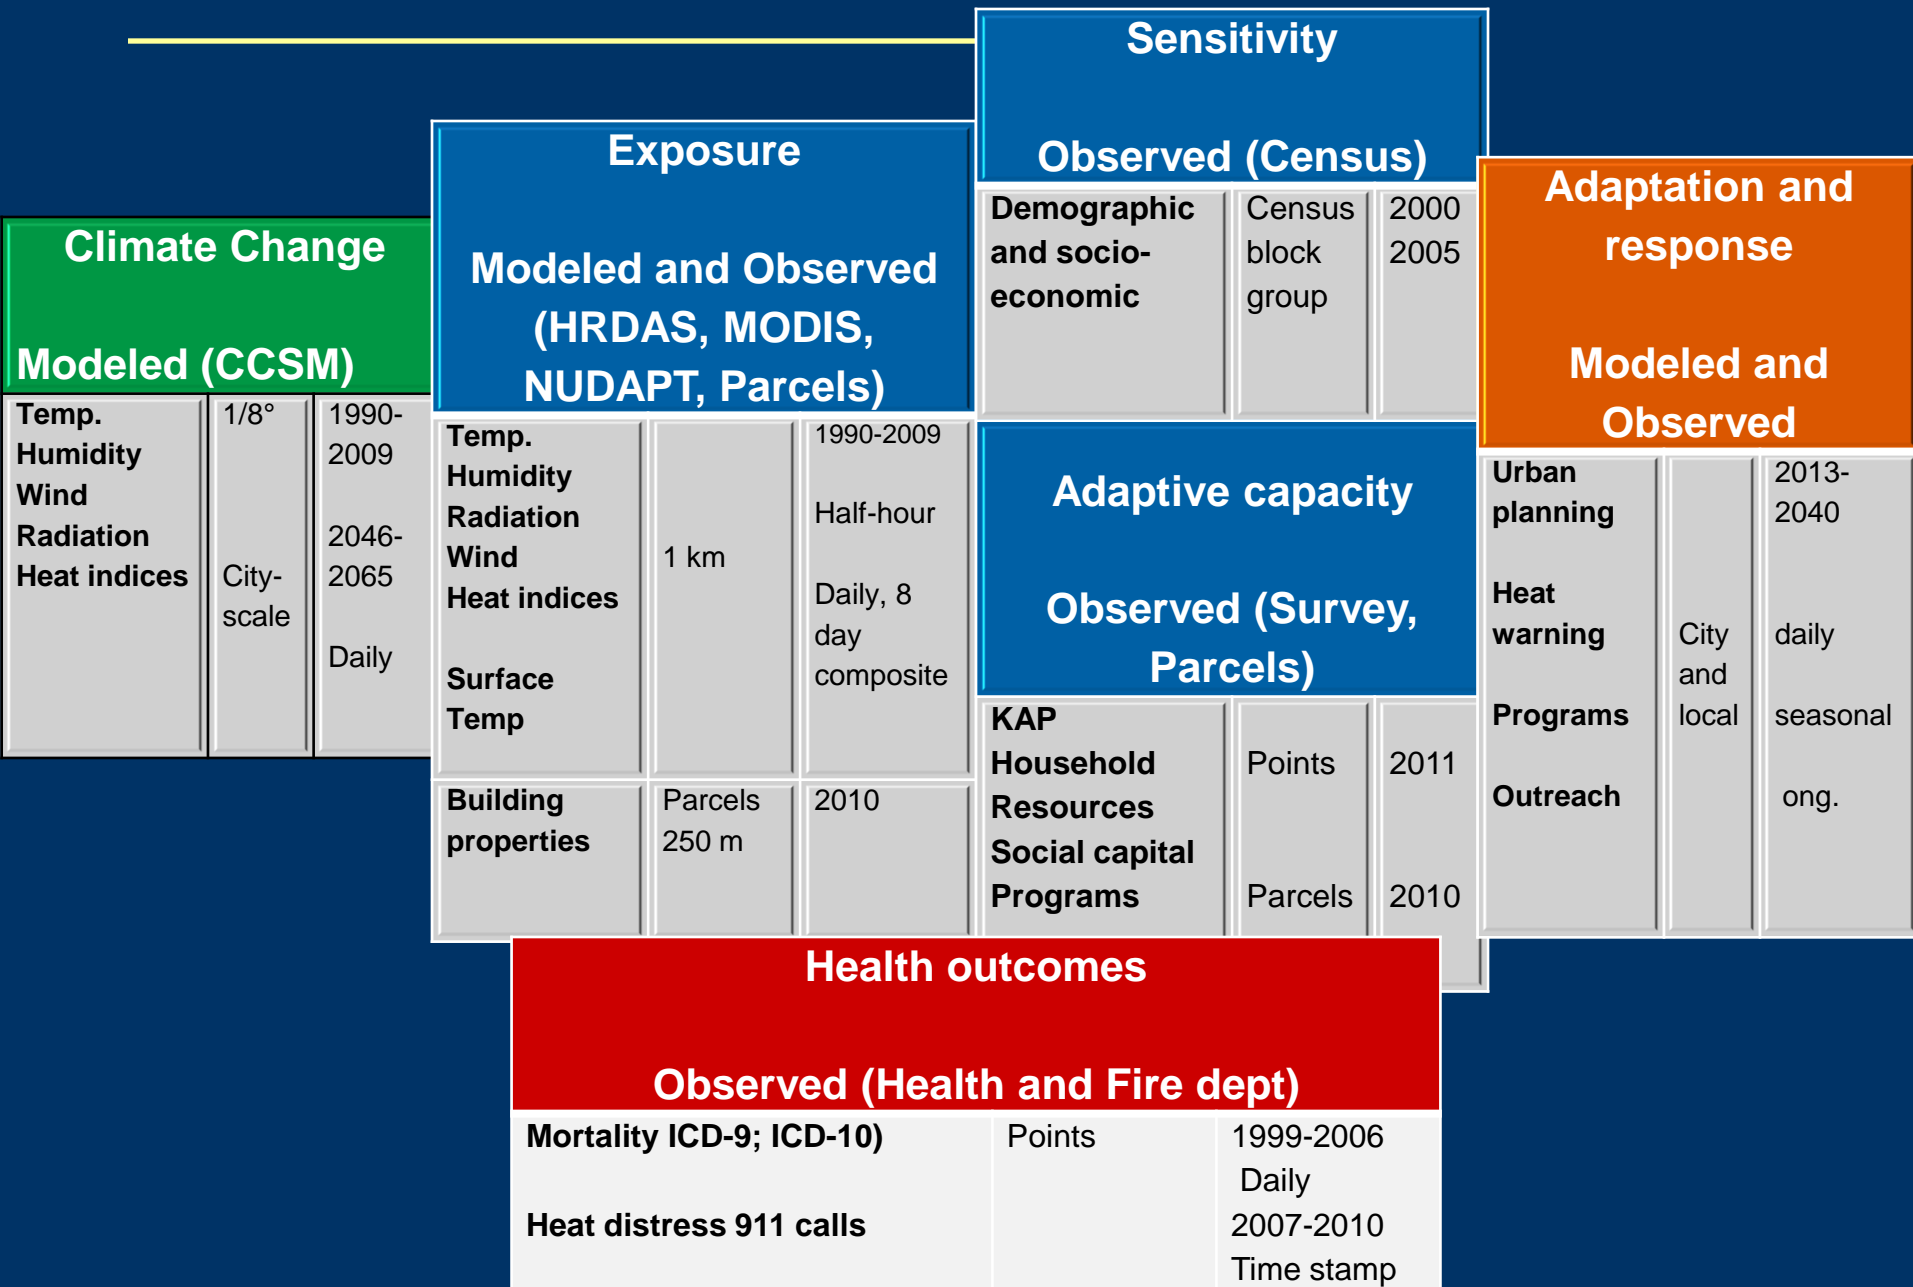 Climate Change
Modeled (CCSM)
Temp.
Humidity
Wind
Radiation
Heat indices
1/8°
City-
scale
1990-
2009
2046-
2065
Daily
Exposure
Modeled and Observed
(HRDAS, MODIS,
NUDAPT, Parcels)
Temp.
Humidity
Radiation
Wind
Heat indices
Surface
Temp
1 km
1990-2009
Half-hour
Daily, 8
day
composite
Building
properties
Parcels
250 m
2010
Sensitivity
Observed (Census)
Demographic
and socio-
economic
Census
block
group
2000
2005
Adaptive capacity
Observed (Survey,
Parcels)
KAP
Household
Resources
Social capital
Programs
Points
Parcels
2011
2010
Adaptation and
response
Modeled and
Observed
Urban
planning
Heat
warning
Programs
Outreach
City
and
local
2013-
2040
daily
seasonal
ong.
Health outcomes
Observed (Health and Fire dept)
Mortality ICD-9; ICD-10)
Heat distress 911 calls
Points
1999-2006
Daily
2007-2010
Time stamp